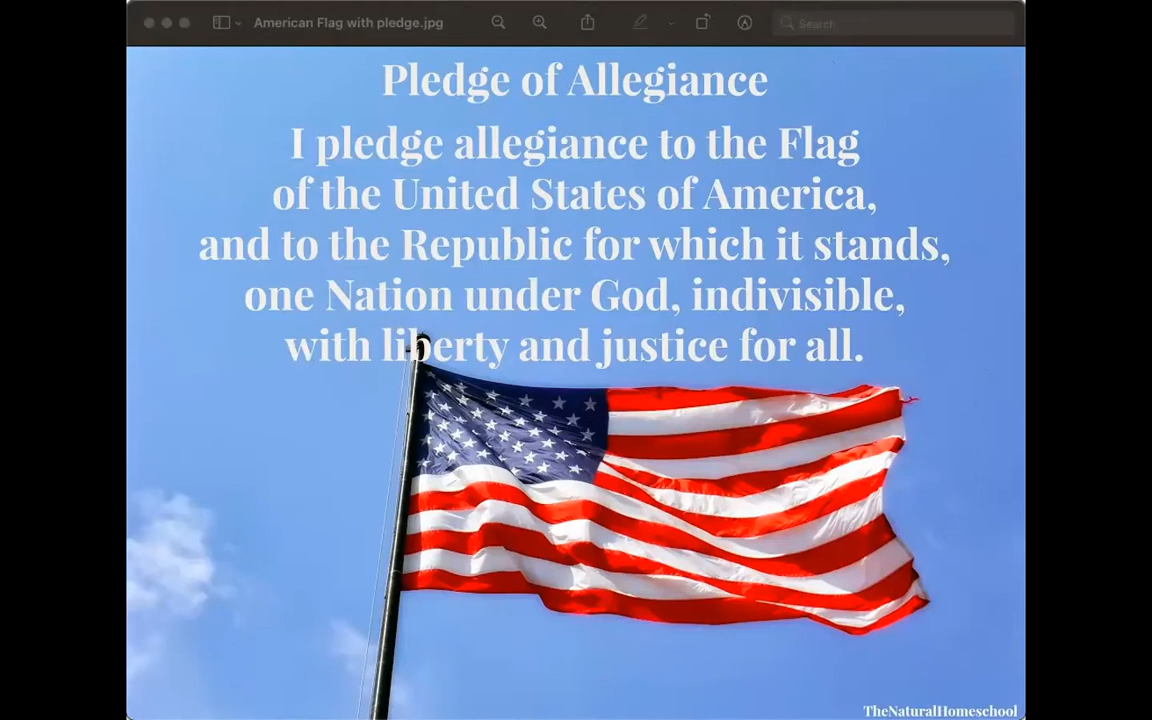 American Flag with pledge.jpg
Search
Pledge of Allegiance
I pledge allegiance to the Flag
of the United States of America,
and to the Republic for which it stands,
one Nation under God, indivisible,
with liberty and justice for all.
TheNaturalHomeschool